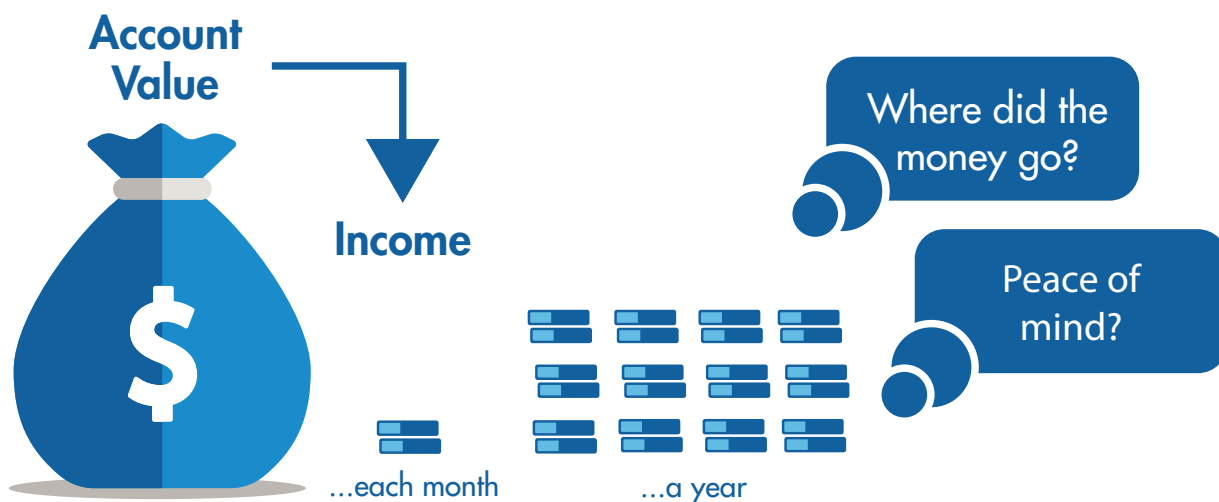 Account
Value
Where did the
money go?
Income
Peace of
mind?
$
...each month
...a year